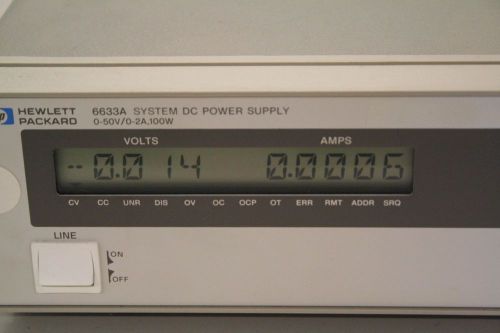 hp HEWLETT PACKARD
6633A SYSTEM DC POWER SUPPLY
0-50V/0-2A,100W
VOLTS AMPS
-0.014 0.0006
CV CC UNR DIS OV OC OCP OT ERR RMT ADDR SRQ
LINE
ON
OFF